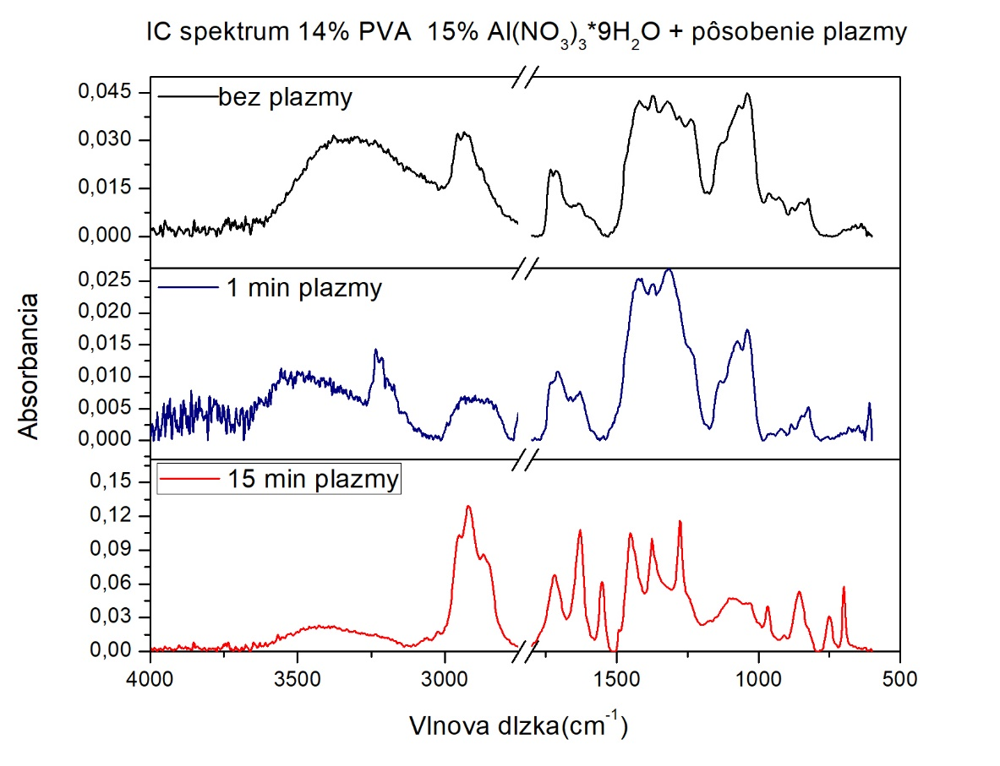 IC spektrum 14% PVA 15% Al(NO₃)₃*9H₂O + pôsobenie plazmy
bez plazmy
0,045
0,030
0,015
0,000
1 min plazmy
0,025
0,020
0,015
0,010
0,005
0,000
15 min plazmy
0,15
0,12
0,09
0,06
0,03
0,00
Absorbancia
4000 3500 3000 1500 1000 500
Vlnova dlzka(cm⁻¹)